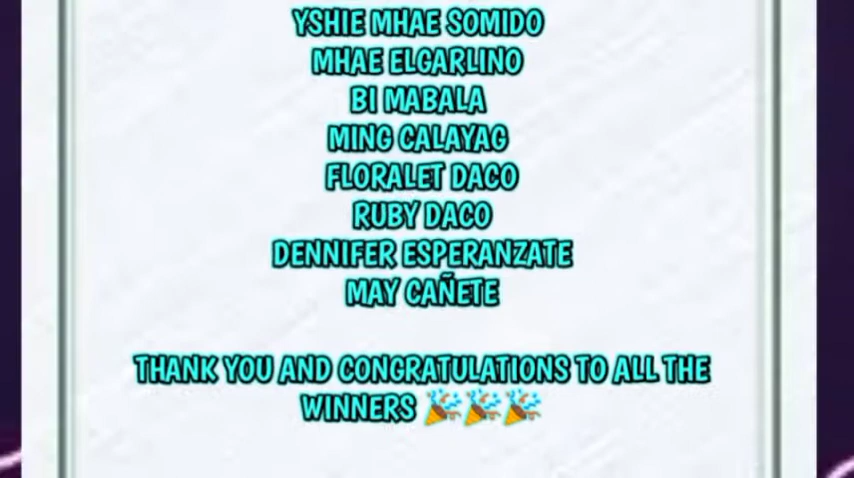 YSHIE MHAE SOMIDO
MHAE ELGARLINO
BI MABALA
MING CALAYAG
FLORALET DACO
RUBY DACO
DENNIFER ESPERANZATE
MAY CAÑETE
THANK YOU AND CONGRATULATIONS TO ALL THE
WINNERS 🎉🎉🎉